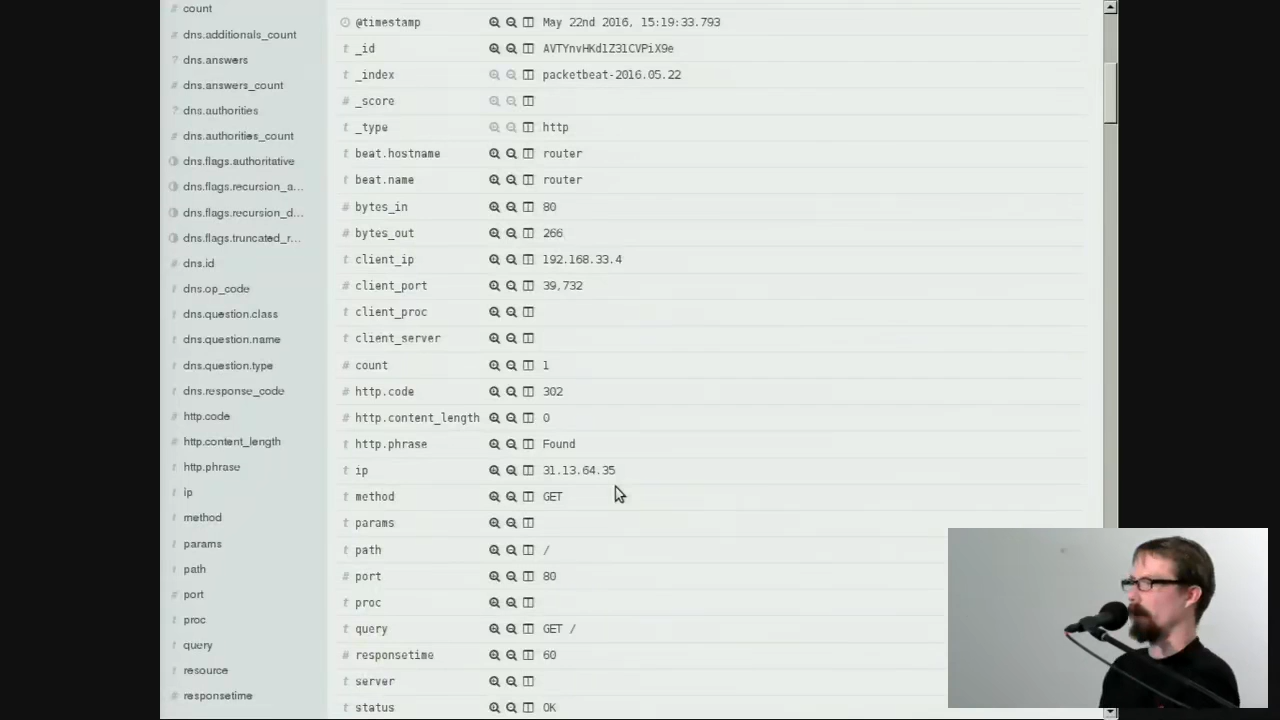 count
dns.additionals_count
dns.answers
dns.answers_count
dns.authorities
dns.authorities_count
dns.flags.authoritative
dns.flags.recursion_a...
dns.flags.recursion_d...
dns.flags.truncated_r...
dns.id
dns.op_code
dns.question.class
dns.question.name
dns.question.type
dns.response_code
http.code
http.content_length
http.phrase
ip
method
params
path
port
proc
query
resource
responsetime
@timestamp May 22nd 2016, 15:19:33.793
t _id AVTYnvHKdlZ3lCVPiX9e
t _index packetbeat-2016.05.22
# _score
t _type http
t beat.hostname router
t beat.name router
# bytes_in 80
# bytes_out 266
t client_ip 192.168.33.4
# client_port 39,732
t client_proc
t client_server
# count 1
# http.code 302
# http.content_length 0
t http.phrase Found
t ip 31.13.64.35
t method GET
t params
t path /
# port 80
t proc
t query GET /
# responsetime 60
t server
t status OK